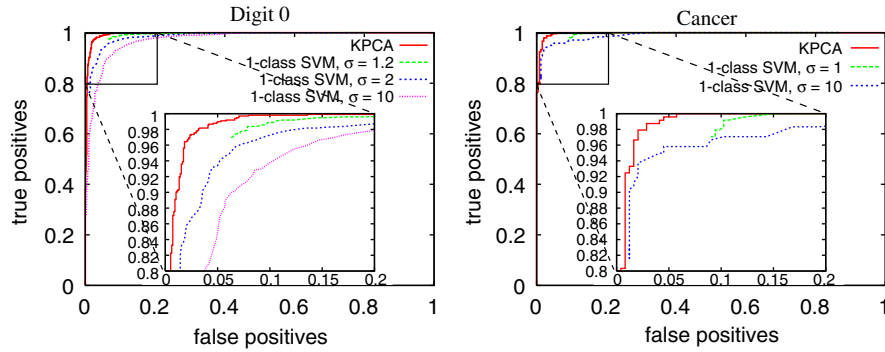 Digit 0
true positives
1
0.8
0.6
0.4
0.2
0
KPCA
1-class SVM, σ = 1.2
1-class SVM, σ = 2
1-class SVM, σ = 10
1
0.98
0.96
0.94
0.92
0.9
0.88
0.86
0.84
0.82
0.8
0 0.05 0.1 0.15 0.2
0 0.2 0.4 0.6 0.8 1
false positives
Cancer
true positives
1
0.8
0.6
0.4
0.2
0
KPCA
1-class SVM, σ = 1
1-class SVM, σ = 10
1
0.98
0.96
0.94
0.92
0.9
0.88
0.86
0.84
0.82
0.8
0 0.05 0.1 0.15 0.2
0 0.2 0.4 0.6 0.8 1
false positives